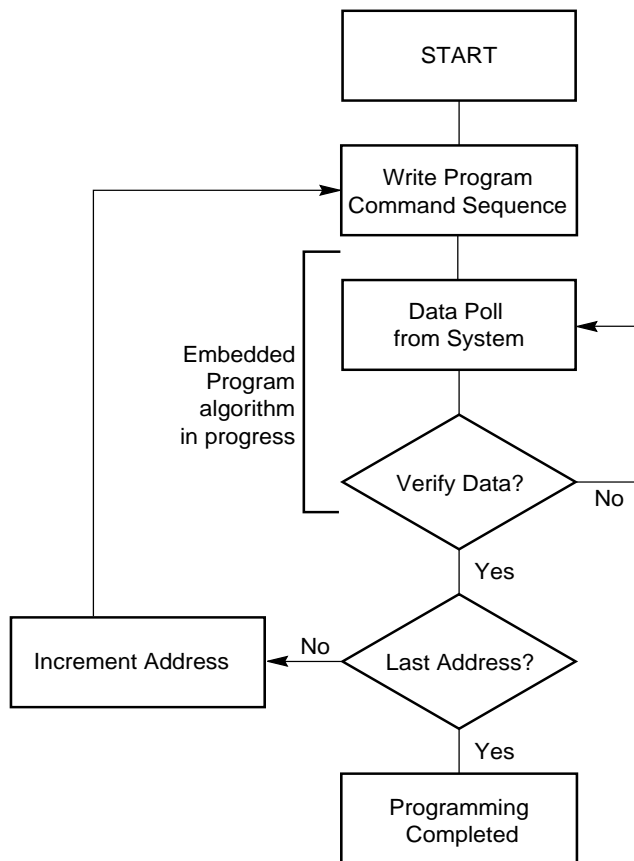 START
Write Program
Command Sequence
Data Poll
from System
Embedded
Program
algorithm
in progress
Verify Data?
No
Yes
Increment Address
No
Last Address?
Yes
Programming
Completed